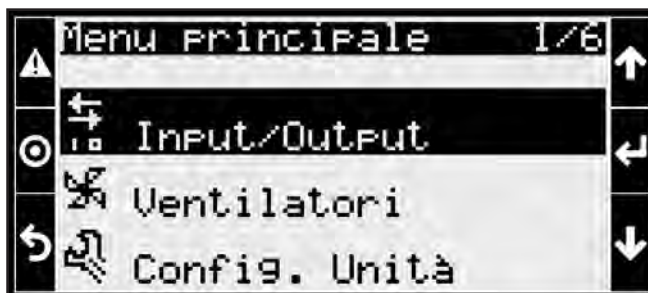 Menu principale 1/6
Input/Output
Ventilatori
Config. Unità